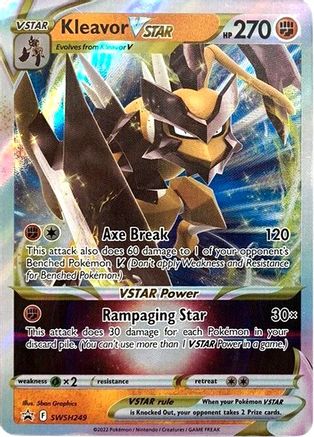 VSTAR Kleavor VSTAR HP 270
Evolves from Kleavor V
Axe Break 120
This attack also does 60 damage to 1 of your opponent's
Benched Pokémon V. (Don't apply Weakness and Resistance
for Benched Pokémon.)
VSTAR Power
Rampaging Star 30×
This attack does 30 damage for each Pokémon in your
discard pile. (You can't use more than 1 VSTAR Power in a game.)
weakness ×2 resistance retreat
Illus. 5ban Graphics
VSTAR rule
When your Pokémon VSTAR
is Knocked Out, your opponent takes 2 Prize cards.
F SWSH249
©2022 Pokémon / Nintendo / Creatures / GAME FREAK